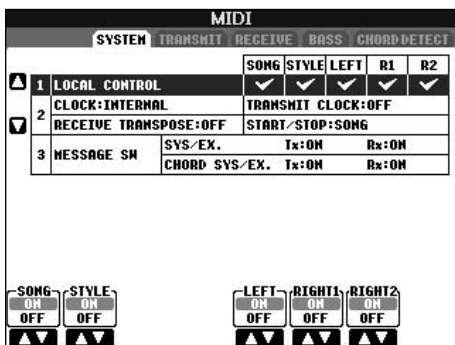 MIDI
SYSTEM TRANSMIT RECEIVE BASS CHORD DETECT
SONG STYLE LEFT R1 R2
1 LOCAL CONTROL
2 CLOCK:INTERNAL TRANSMIT CLOCK:OFF
RECEIVE TRANSPOSE:OFF START/STOP:SONG
3 MESSAGE SW SYS/EX. Tx:ON Rx:ON
CHORD SYS/EX. Tx:ON Rx:ON
SONG STYLE LEFT RIGHT1 RIGHT2
ON ON ON ON ON
OFF OFF OFF OFF OFF